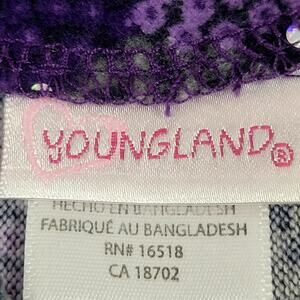 YOUNGLAND®
HECHO EN BANGLADESH
FABRIQUÉ AU BANGLADESH
RN# 16518
CA 18702